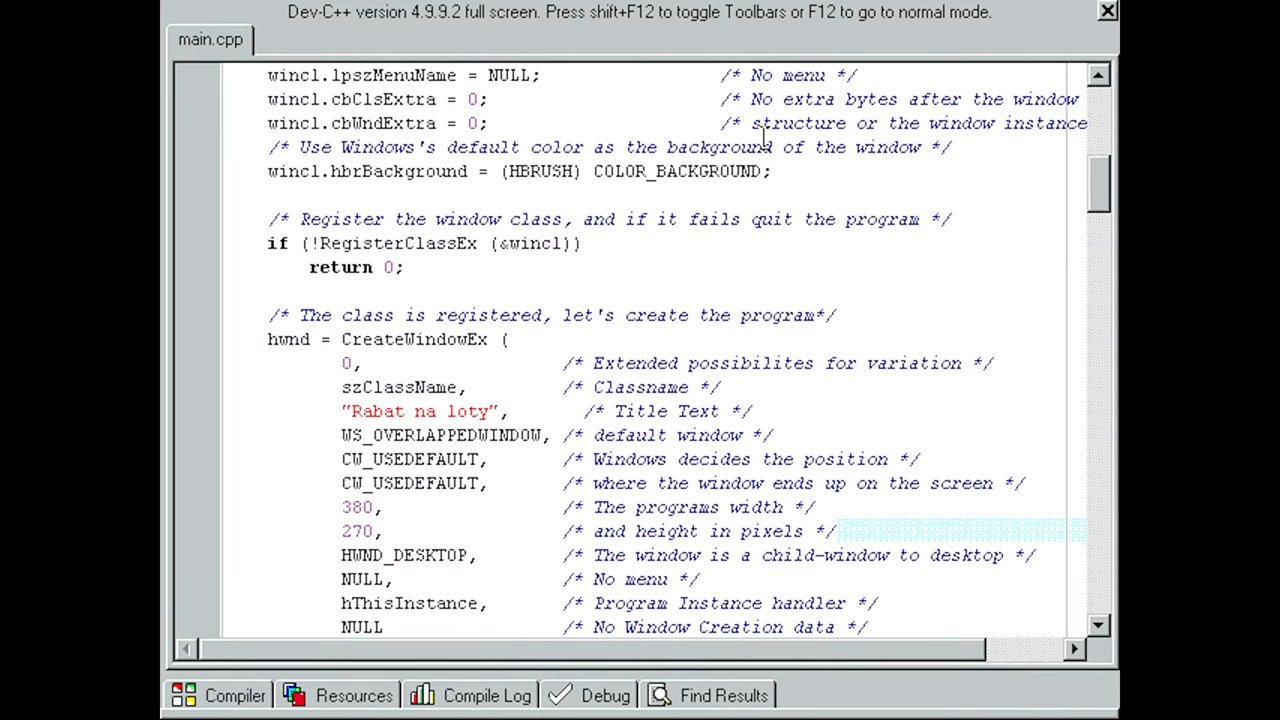 Dev-C++ version 4.9.9.2 full screen. Press shift+F12 to toggle Toolbars or F12 to go to normal mode.
main.cpp
wincl.lpszMenuName = NULL; /* No menu */
wincl.cbClsExtra = 0; /* No extra bytes after the window
wincl.cbWndExtra = 0; /* structure or the window instance
/* Use Windows's default color as the background of the window */
wincl.hbrBackground = (HBRUSH) COLOR_BACKGROUND;
/* Register the window class, and if it fails quit the program */
if (!RegisterClassEx (&wincl))
return 0;
/* The class is registered, let's create the program*/
hwnd = CreateWindowEx (
0, /* Extended possibilites for variation */
szClassName, /* Classname */
"Rabat na loty", /* Title Text */
WS_OVERLAPPEDWINDOW, /* default window */
CW_USEDEFAULT, /* Windows decides the position */
CW_USEDEFAULT, /* where the window ends up on the screen */
380, /* The programs width */
270, /* and height in pixels */
HWND_DESKTOP, /* The window is a child-window to desktop */
NULL, /* No menu */
hThisInstance, /* Program Instance handler */
NULL /* No Window Creation data */
Compiler Resources Compile Log Debug Find Results